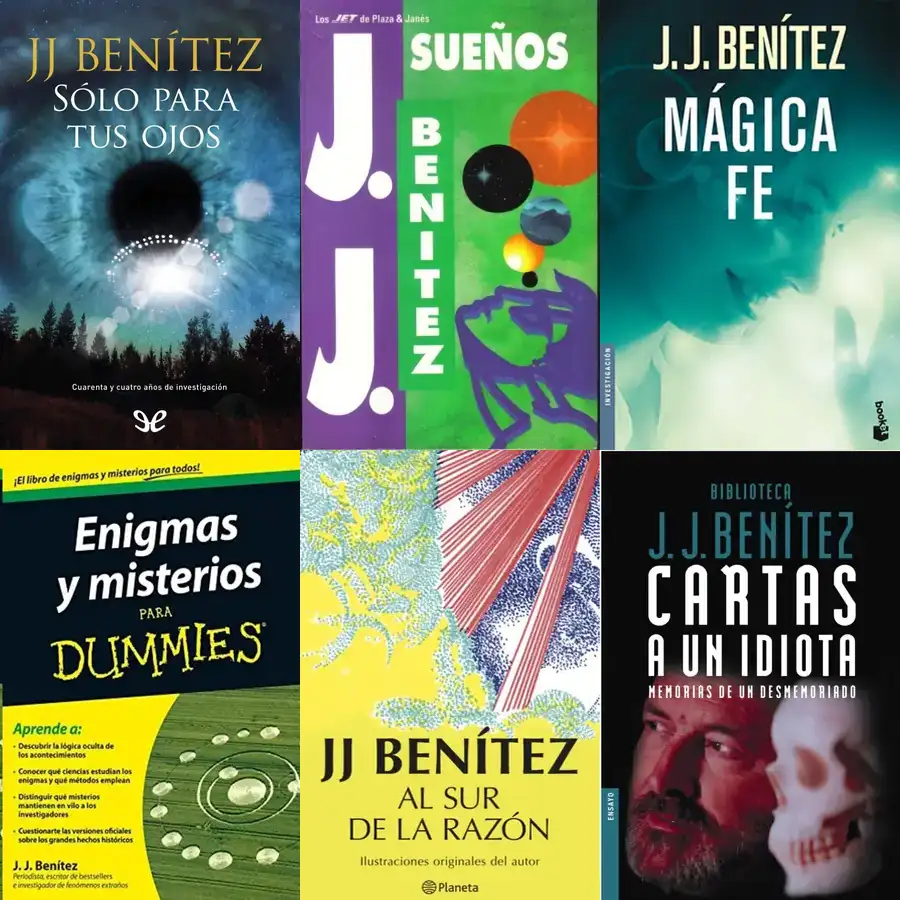 JJ BENÍTEZ
SÓLO PARA
TUS OJOS
Cuarenta y cuatro años de investigación
Los JET de Plaza & Janés
J.
J.
SUEÑOS
BENITEZ
J.J. BENÍTEZ
MÁGICA
FE
INVESTIGACIÓN
booket
¡El libro de enigmas y misterios para todos!
Enigmas
y misterios
PARA
DUMMIES®
Aprende a:
• Descubrir la lógica oculta de
los acontecimientos
• Conocer qué ciencias estudian los
enigmas y qué métodos emplean
• Distinguir qué misterios
mantienen en vilo a los
investigadores
• Cuestionarte las versiones oficiales
sobre los grandes hechos históricos
J. J. Benítez
Periodista, escritor de bestsellers
e investigador de fenómenos extraños
JJ BENÍTEZ
AL SUR
DE LA RAZÓN
Ilustraciones originales del autor
Planeta
BIBLIOTECA
J.J. BENÍTEZ
CARTAS
A UN IDIOTA
MEMORIAS DE UN DESMEMORIADO
ENSAYO